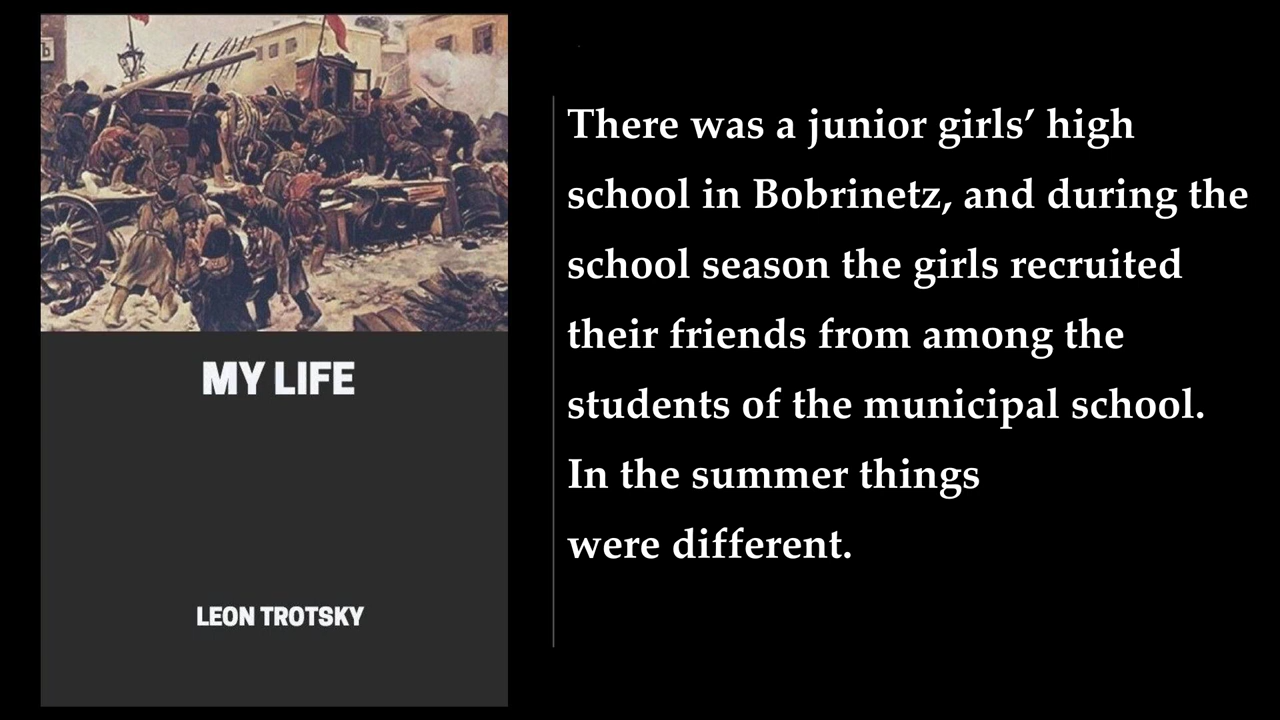 MY LIFE
LEON TROTSKY
There was a junior girls’ high
school in Bobrinetz, and during the
school season the girls recruited
their friends from among the
students of the municipal school.
In the summer things
were different.